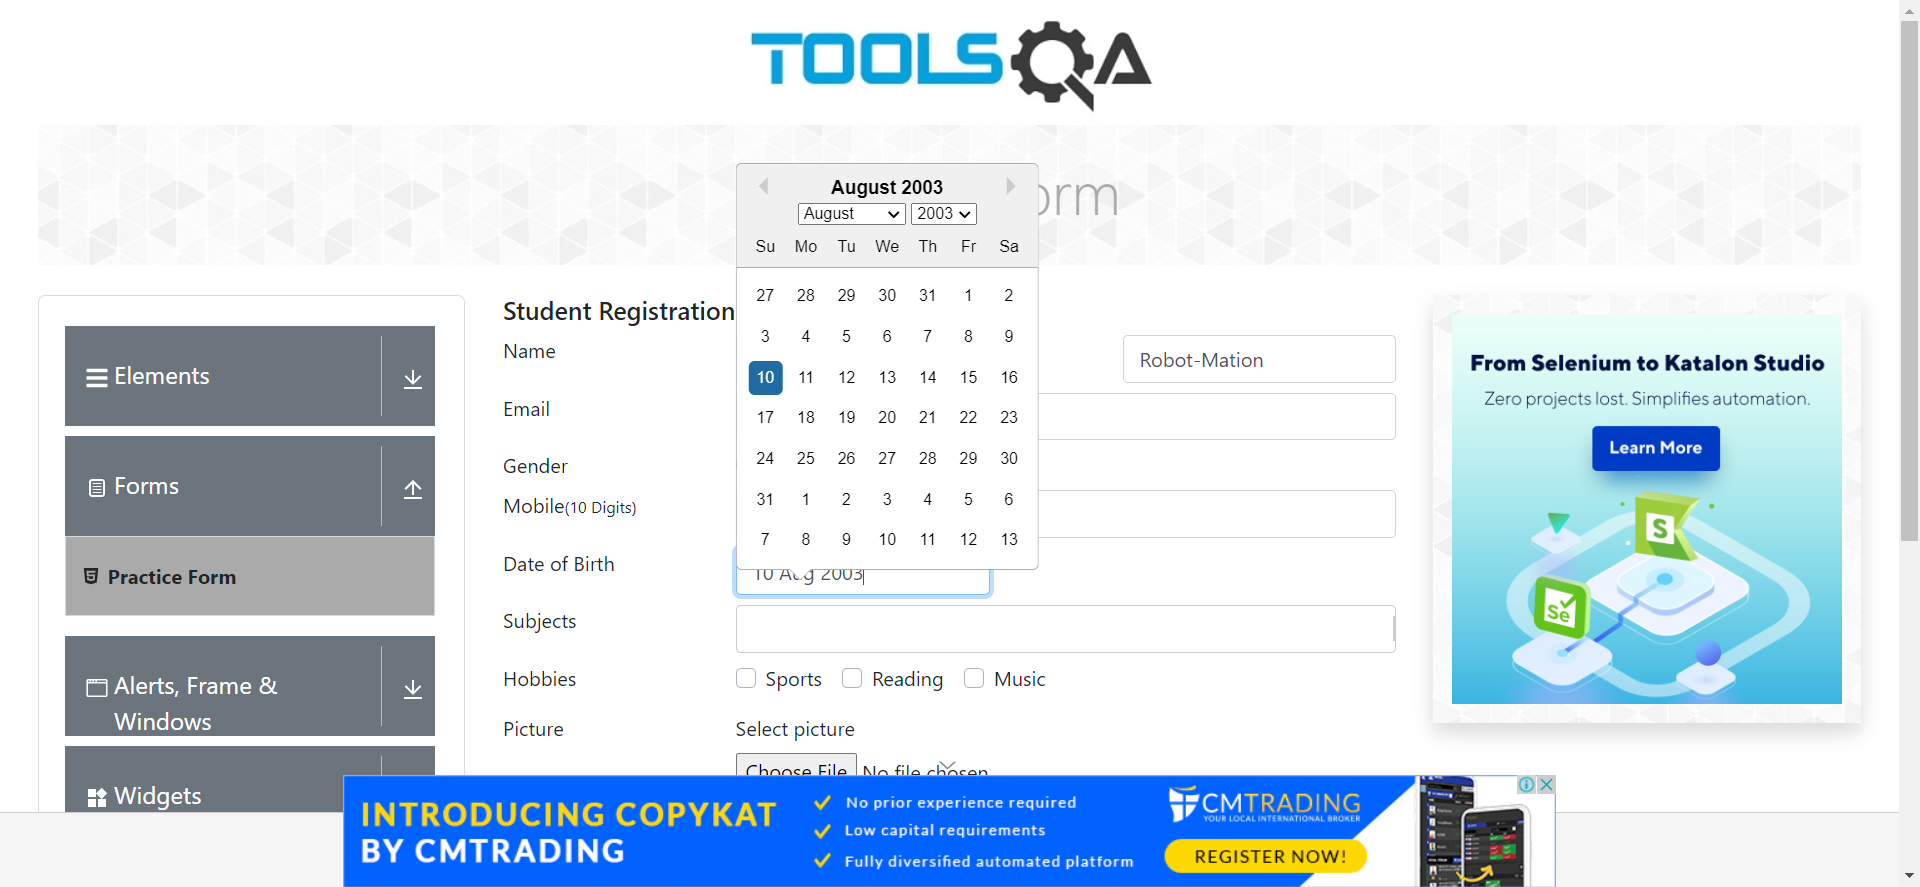 TOOLSQA
orm
August 2003
August 2003
Su Mo Tu We Th Fr Sa
27 28 29 30 31 1 2
3 4 5 6 7 8 9
10 11 12 13 14 15 16
17 18 19 20 21 22 23
24 25 26 27 28 29 30
31 1 2 3 4 5 6
7 8 9 10 11 12 13
Elements
Forms
Practice Form
Alerts, Frame &
Windows
Widgets
Student Registration
Name
Robot-Mation
Email
Gender
Mobile(10 Digits)
Date of Birth
10 Aug 2003
Subjects
Hobbies
Sports Reading Music
Picture
Select picture
Choose File No file chosen
From Selenium to Katalon Studio
Zero projects lost. Simplifies automation.
Learn More
S
Se
INTRODUCING COPYKAT
BY CMTRADING
No prior experience required
Low capital requirements
Fully diversified automated platform
CMTRADING
YOUR LOCAL INTERNATIONAL BROKER
REGISTER NOW!